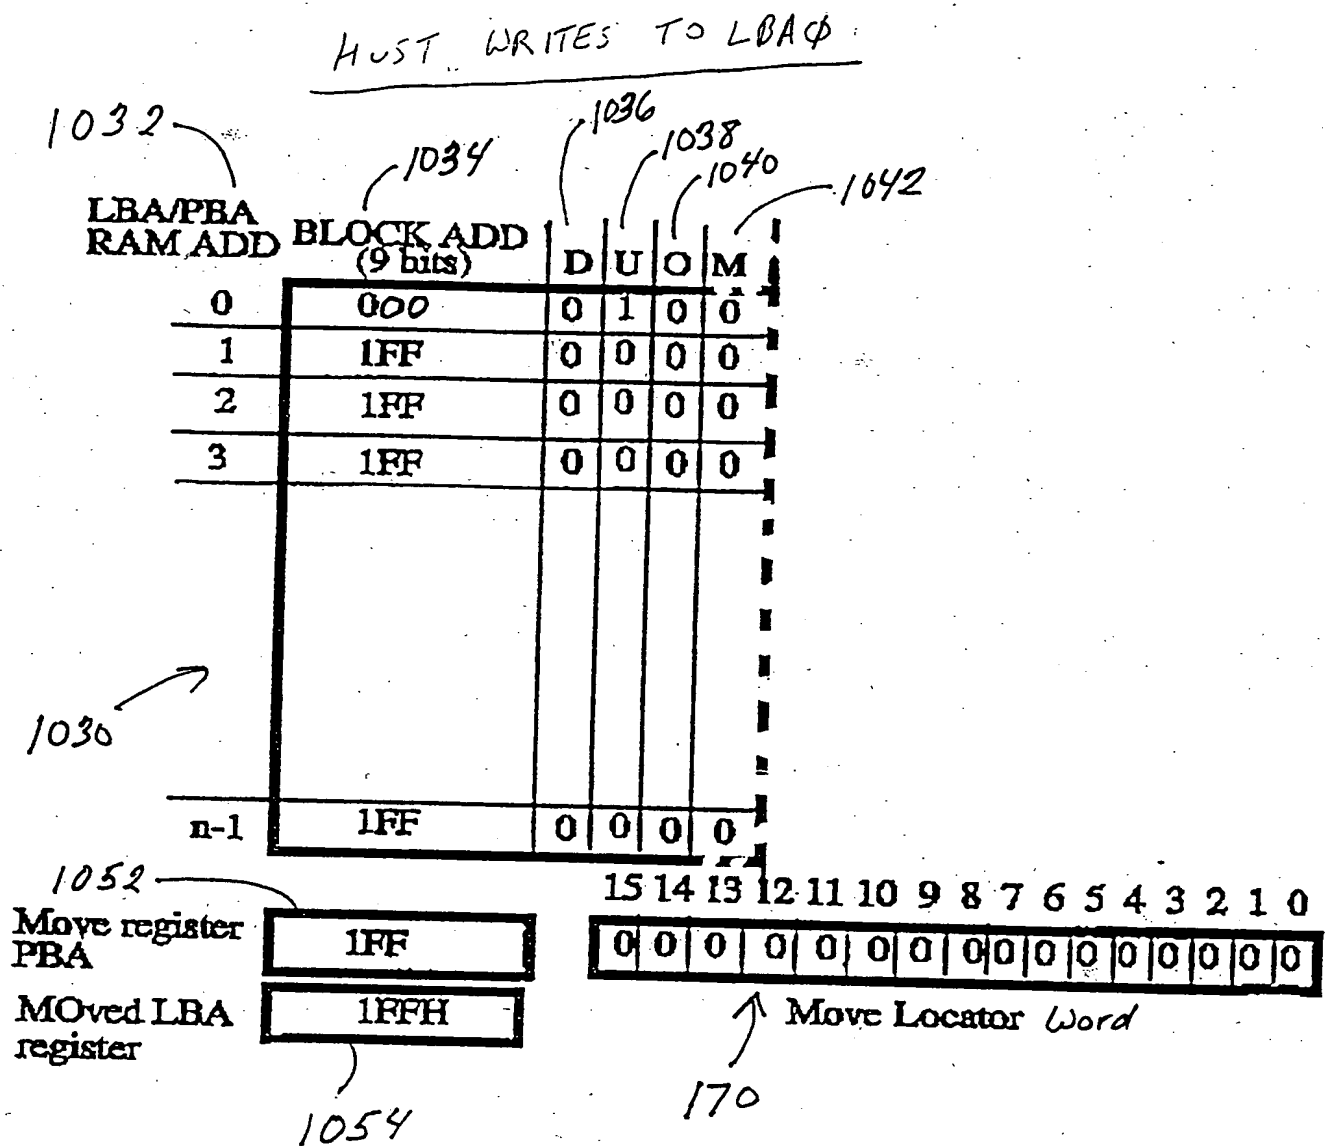 HOST WRITES TO LBAØ
1032
1034
1036
1038
1040
1042
LBA/PBA
RAM ADD
BLOCK ADD
(9 bits)
D U O M
0 000 0 1 0 0
1 1FF 0 0 0 0
2 1FF 0 0 0 0
3 1FF 0 0 0 0
1030
n-1 1FF 0 0 0 0
1052
15 14 13 12 11 10 9 8 7 6 5 4 3 2 1 0
Move register
PBA
1FF
0 0 0 0 0 0 0 0 0 0 0 0 0 0 0 0
MOved LBA
register
1FFH
Move Locator Word
170
1054